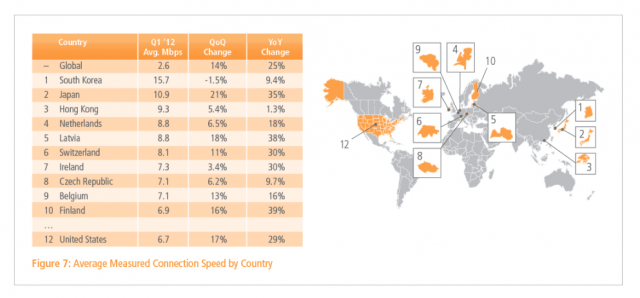 Country Q1 '12 Avg. Mbps QoQ Change YoY Change
– Global 2.6 14% 25%
1 South Korea 15.7 -1.5% 9.4%
2 Japan 10.9 21% 35%
3 Hong Kong 9.3 5.4% 1.3%
4 Netherlands 8.8 6.5% 18%
5 Latvia 8.8 18% 38%
6 Switzerland 8.1 11% 30%
7 Ireland 7.3 3.4% 30%
8 Czech Republic 7.1 6.2% 9.7%
9 Belgium 7.1 13% 16%
10 Finland 6.9 16% 39%
...
12 United States 6.7 17% 29%
9 4 10
7
6 5 1
12 2
8 3
Figure 7: Average Measured Connection Speed by Country